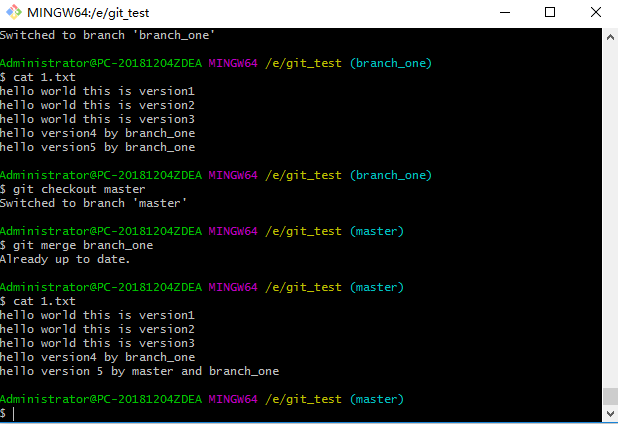 MINGW64:/e/git_test
Switched to branch 'branch_one'
Administrator@PC-20181204ZDEA MINGW64 /e/git_test (branch_one)
$ cat 1.txt
hello world this is version1
hello world this is version2
hello world this is version3
hello version4 by branch_one
hello version5 by branch_one
Administrator@PC-20181204ZDEA MINGW64 /e/git_test (branch_one)
$ git checkout master
Switched to branch 'master'
Administrator@PC-20181204ZDEA MINGW64 /e/git_test (master)
$ git merge branch_one
Already up to date.
Administrator@PC-20181204ZDEA MINGW64 /e/git_test (master)
$ cat 1.txt
hello world this is version1
hello world this is version2
hello world this is version3
hello version4 by branch_one
hello version 5 by master and branch_one
Administrator@PC-20181204ZDEA MINGW64 /e/git_test (master)
$